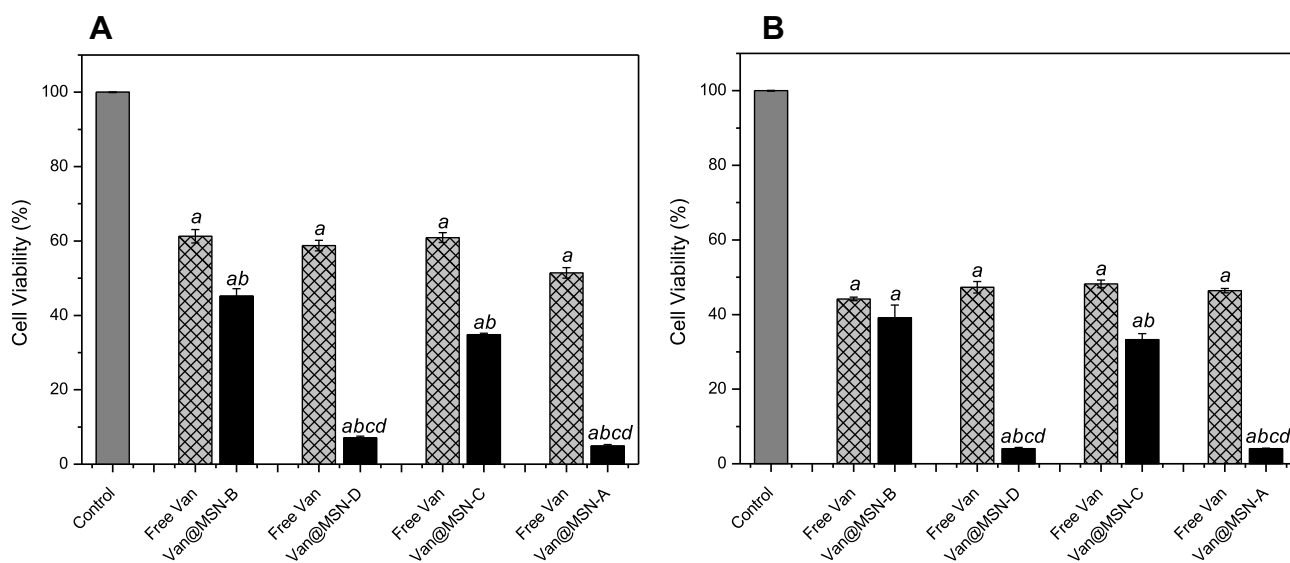 A
Cell Viability (%)
100
80
60
40
20
0
a
ab
a
abcd
a
ab
a
abcd
Control
Free Van
Van@MSN-B
Free Van
Van@MSN-D
Free Van
Van@MSN-C
Free Van
Van@MSN-A
B
Cell Viability (%)
100
80
60
40
20
0
a
a
a
abcd
a
ab
a
abcd
Control
Free Van
Van@MSN-B
Free Van
Van@MSN-D
Free Van
Van@MSN-C
Free Van
Van@MSN-A